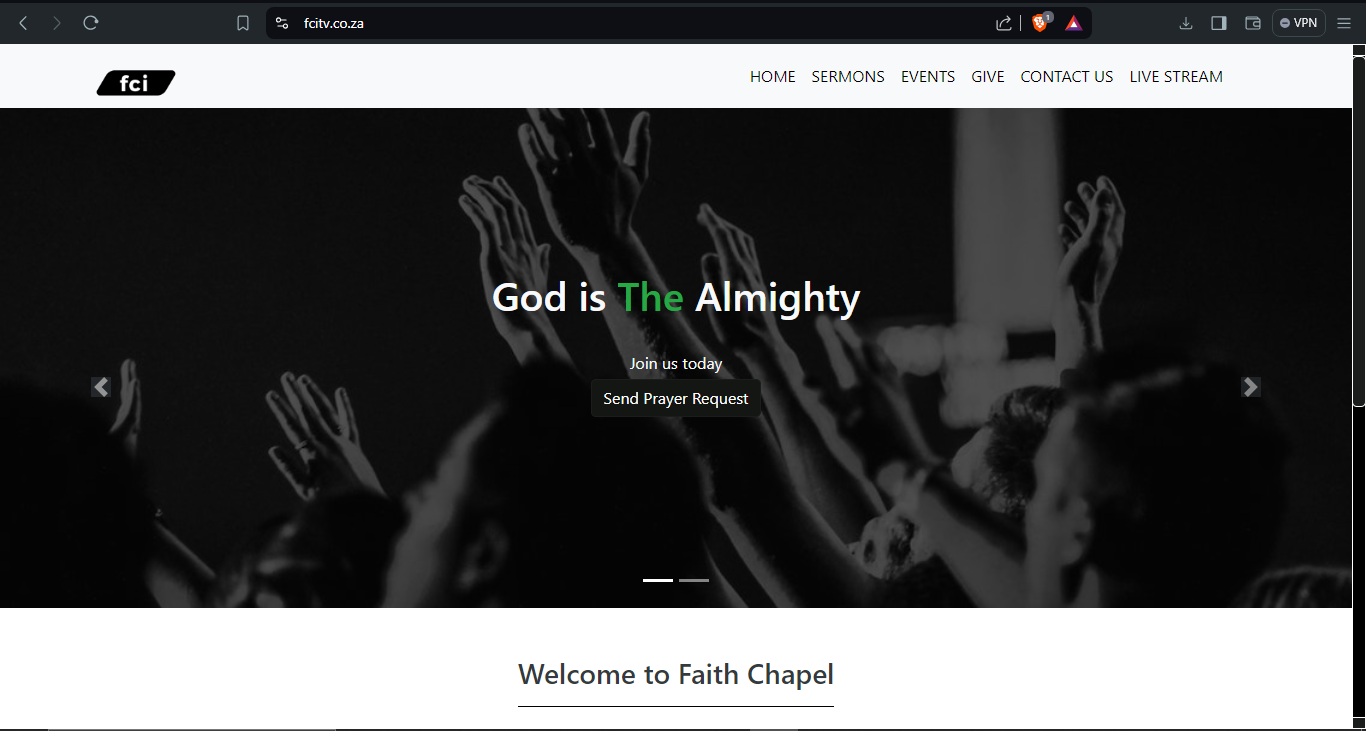 fcitv.co.za
1
VPN
fci
HOME SERMONS EVENTS GIVE CONTACT US LIVE STREAM
God is The Almighty
Join us today
Send Prayer Request
Welcome to Faith Chapel